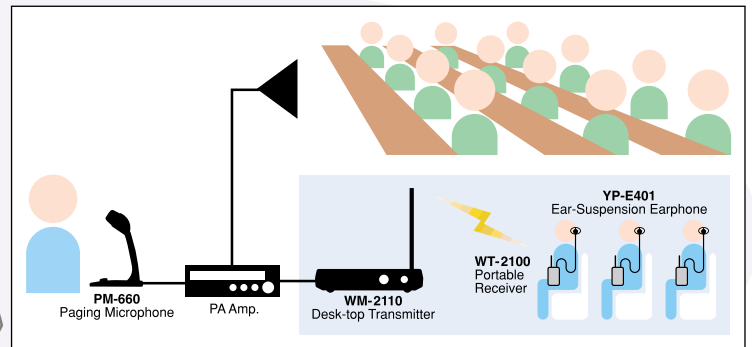 YP-E401
Ear-Suspension Earphone
WT-2100
Portable
Receiver
PM-660
Paging Microphone
PA Amp.
WM-2110
Desk-top Transmitter